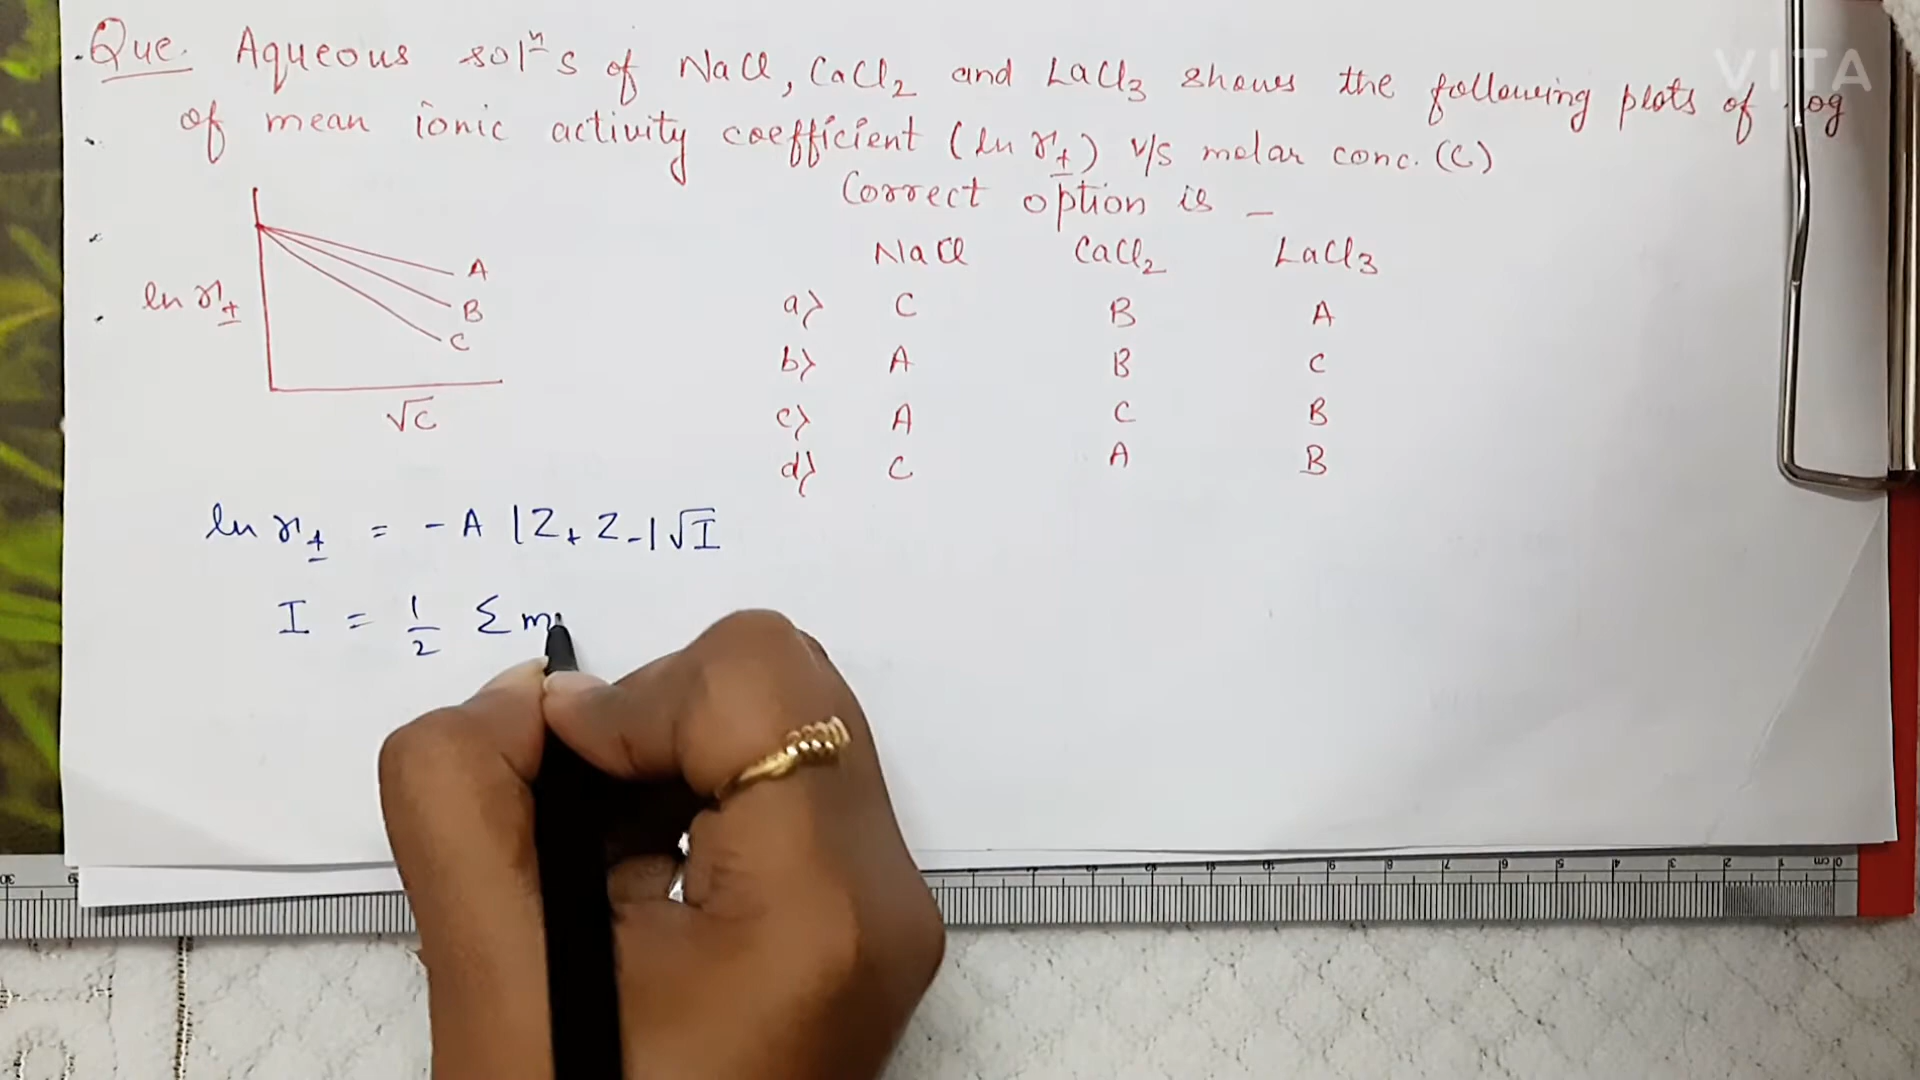 Que. Aqueous solⁿs of NaCl, CaCl₂ and LaCl₃ shows the following plots of log
of mean ionic activity coefficient (ln γ±) v/s molar conc. (C)
Correct option is _
NaCl CaCl₂ LaCl₃
a) C B A
b) A B C
c) A C B
d) C A B
ln γ±
A
B
C
√C
ln γ± = - A |Z₊ Z₋| √I
I = 1/2 Σ m
VITA